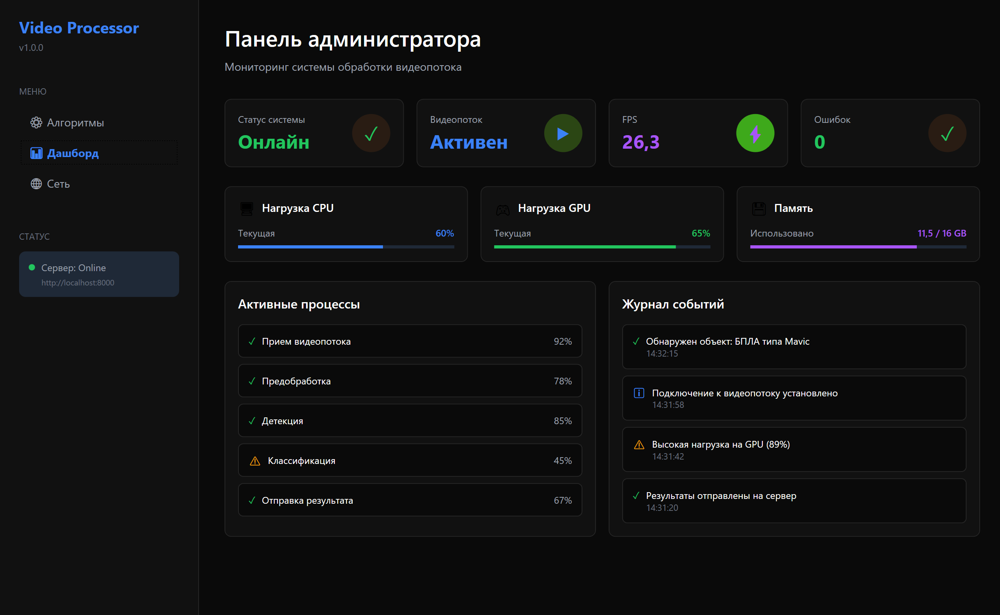 Video Processor
v1.0.0
МЕНЮ
Алгоритмы
Дашборд
Сеть
СТАТУС
Сервер: Online
http://localhost:8000
Панель администратора
Мониторинг системы обработки видеопотока
Статус системы
Онлайн
Видеопоток
Активен
FPS
26,3
Ошибок
0
Нагрузка CPU
Текущая 60%
Нагрузка GPU
Текущая 65%
Память
Использовано 11,5 / 16 GB
Активные процессы
Прием видеопотока 92%
Предобработка 78%
Детекция 85%
Классификация 45%
Отправка результата 67%
Журнал событий
Обнаружен объект: БПЛА типа Mavic
14:32:15
Подключение к видеопотоку установлено
14:31:58
Высокая нагрузка на GPU (89%)
14:31:42
Результаты отправлены на сервер
14:31:20